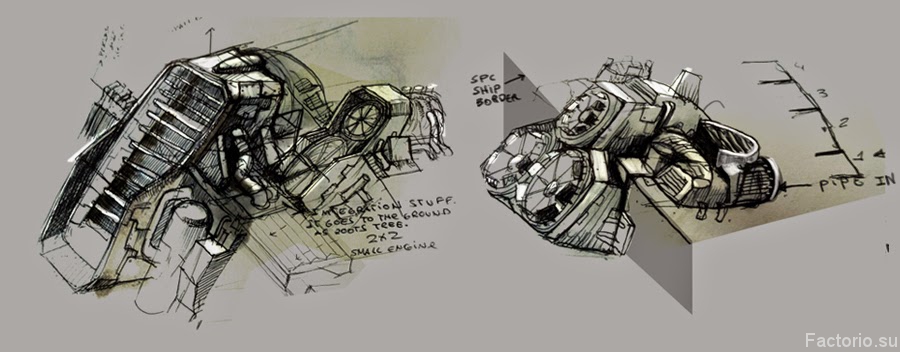 INTEGRATION STUFF.
IT GOES TO THE GROUND
AS ROOTS TREE.
2x2
SMALL ENGINE
SPC
SHIP
BORDER
4
3
2
1
PIPE IN
Factorio.su